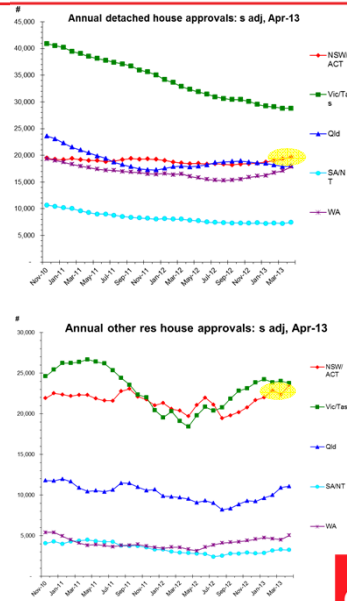 #
Annual detached house approvals: s adj, Apr-13
45,000
40,000
35,000
30,000
25,000
20,000
15,000
10,000
5,000
-
Nov-10 Jan-11 Mar-11 May-11 Jul-11 Sep-11 Nov-11 Jan-12 Mar-12 May-12 Jul-12 Sep-12 Nov-12 Jan-13 Mar-13
NSW/
ACT
Vic/Ta
s
Qld
SA/N
T
WA
#
Annual other res house approvals: s adj, Apr-13
30,000
25,000
20,000
15,000
10,000
5,000
-
Nov-10 Jan-11 Mar-11 May-11 Jul-11 Sep-11 Nov-11 Jan-12 Mar-12 May-12 Jul-12 Sep-12 Nov-12 Jan-13 Mar-13
NSW/
ACT
Vic/Tas
Qld
SA/NT
WA